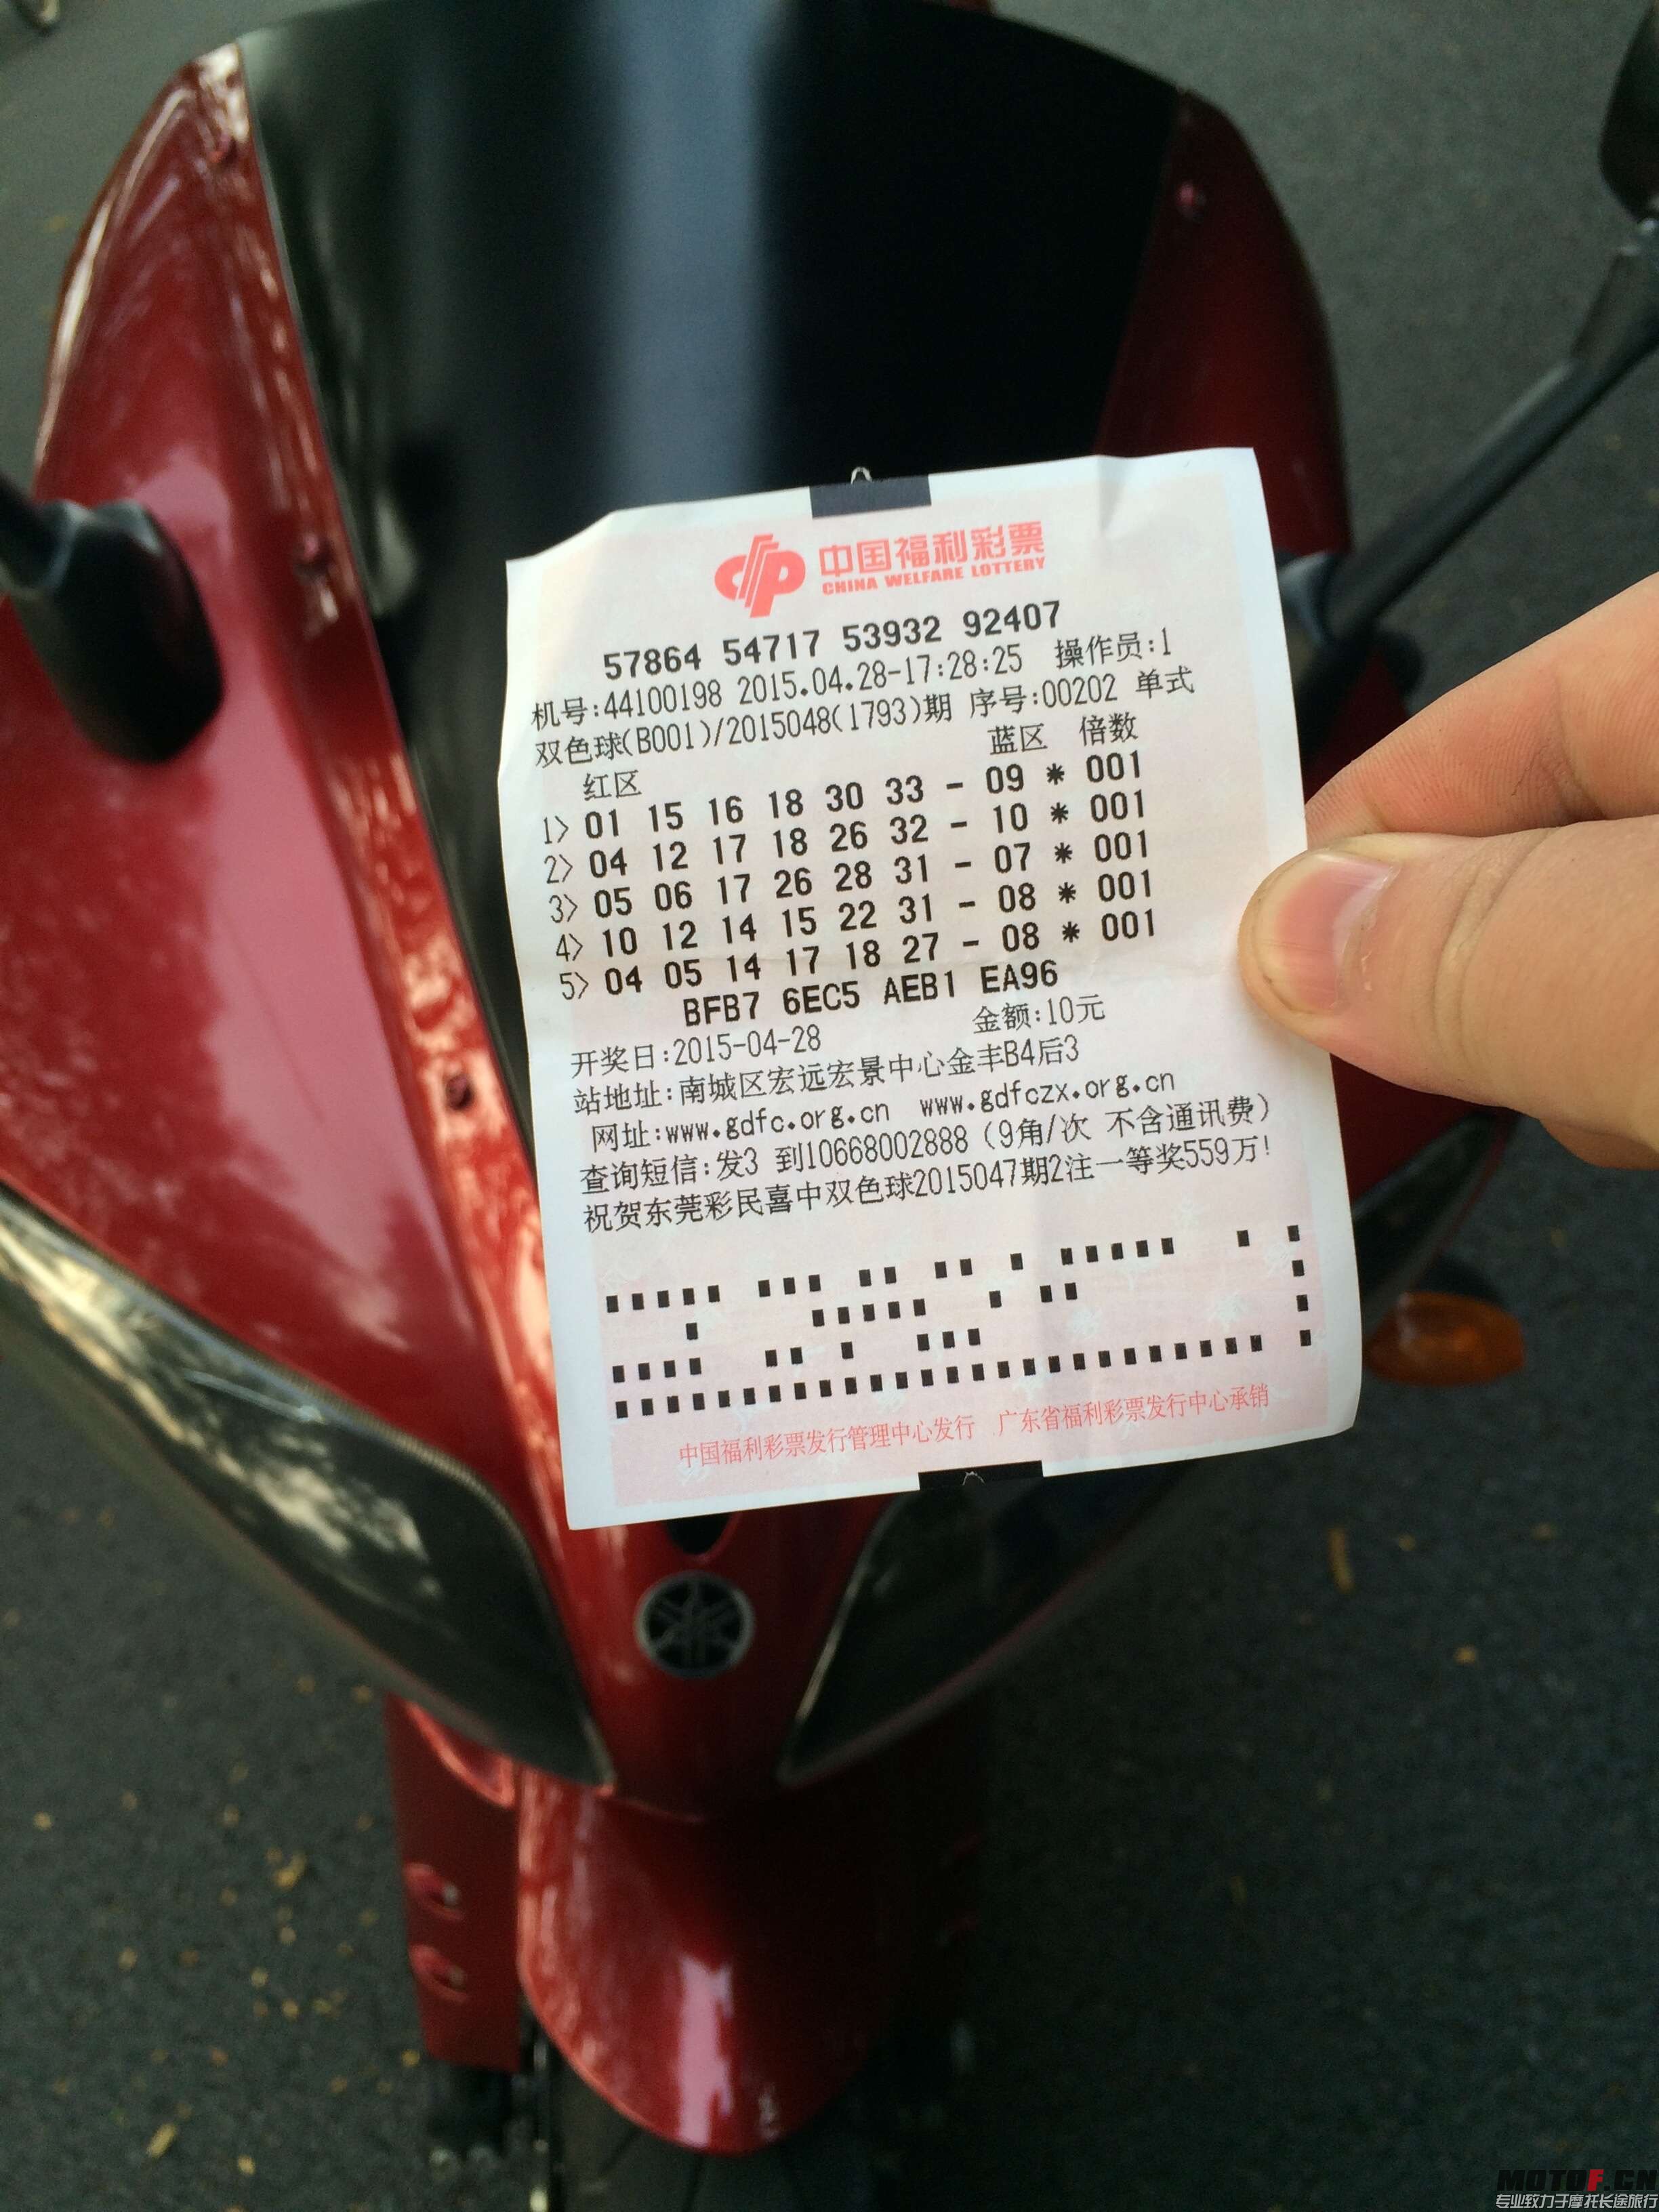 中国福利彩票
CHINA WELFARE LOTTERY
57864 54717 53932 92407
机号:44100198 2015.04.28-17:28:25 操作员:1
双色球(B001)/2015048(1793)期 序号:00202 单式
红区 蓝区 倍数
1> 01 15 16 18 30 33 - 09 * 001
2> 04 12 17 18 26 32 - 10 * 001
3> 05 06 17 26 28 31 - 07 * 001
4> 10 12 14 15 22 31 - 08 * 001
5> 04 05 14 17 18 27 - 08 * 001
BFB7 6EC5 AEB1 EA96
开奖日:2015-04-28 金额:10元
站地址:南城区宏远宏景中心金丰B4后3
网址:www.gdfc.org.cn www.gdfczx.org.cn
查询短信:发3 到10668002888 (9角/次 不含通讯费)
祝贺东莞彩民喜中双色球2015047期2注一等奖559万!
中国福利彩票发行管理中心发行 广东省福利彩票发行中心承销
MOTOF.CN
专业致力于摩托长途旅行